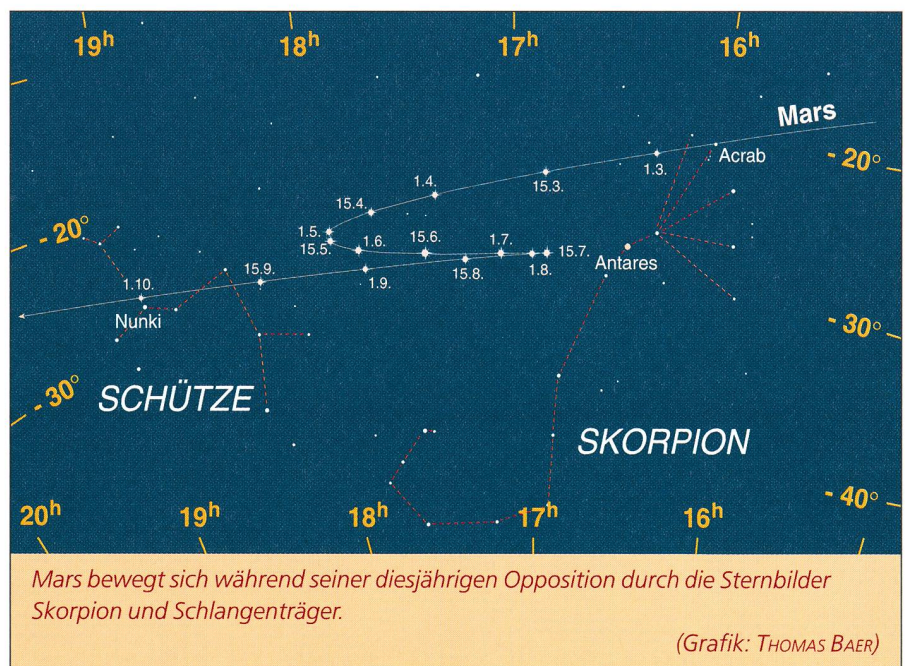 19h 18h 17h 16h
Mars
- 20°
Acrab
1.3.
15.3.
1.4.
15.4.
1.5.
15.5.
1.6.
15.6.
1.7.
15.7.
Antares
- 20°
15.9.
1.9.
15.8.
1.8.
1.10.
Nunki
- 30°
- 30°
SCHÜTZE
SKORPION
- 40°
20h 19h 18h 17h 16h
Mars bewegt sich während seiner diesjährigen Opposition durch die Sternbilder
Skorpion und Schlangenträger.
(Grafik: THOMAS BAER)